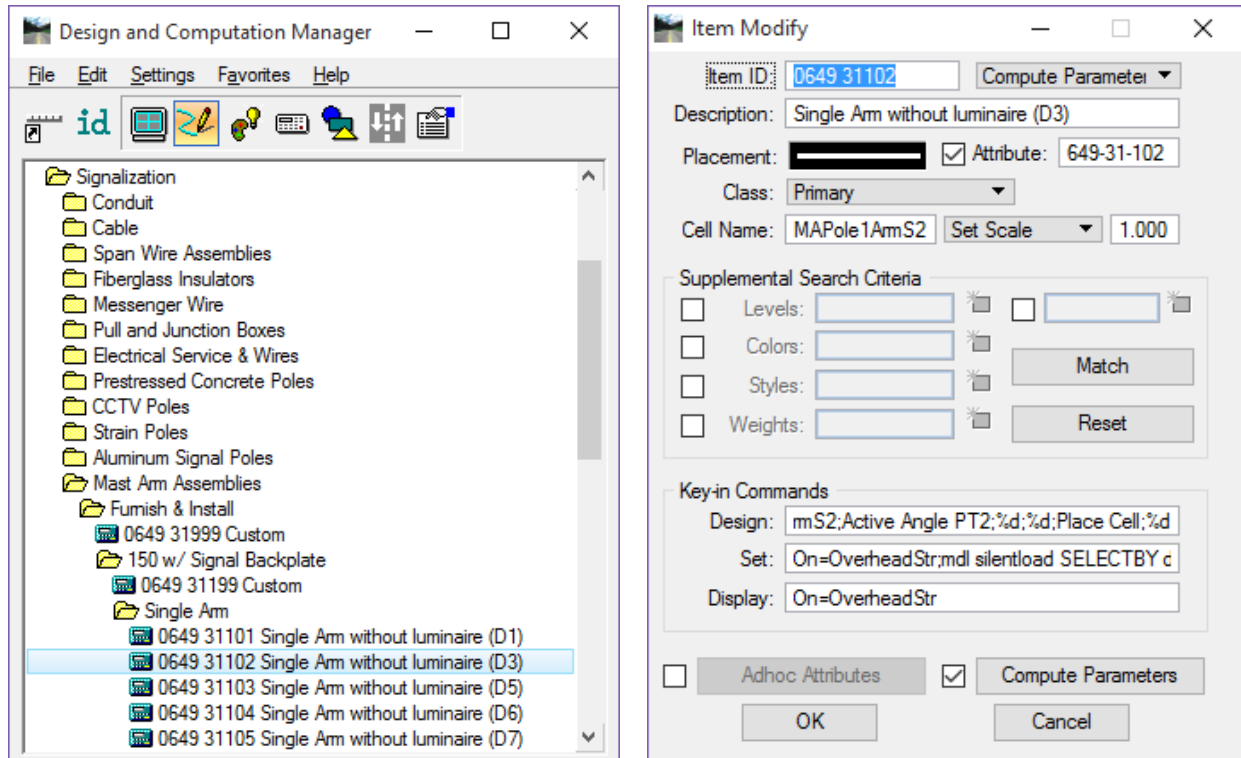 Design and Computation Manager
File Edit Settings Favorites Help
id
Signalization
Conduit
Cable
Span Wire Assemblies
Fiberglass Insulators
Messenger Wire
Pull and Junction Boxes
Electrical Service & Wires
Prestressed Concrete Poles
CCTV Poles
Strain Poles
Aluminum Signal Poles
Mast Arm Assemblies
Furnish & Install
0649 31999 Custom
150 w/ Signal Backplate
0649 31199 Custom
Single Arm
0649 31101 Single Arm without luminaire (D1)
0649 31102 Single Arm without luminaire (D3)
0649 31103 Single Arm without luminaire (D5)
0649 31104 Single Arm without luminaire (D6)
0649 31105 Single Arm without luminaire (D7)
Item Modify
Item ID: 0649 31102 Compute Parameter
Description: Single Arm without luminaire (D3)
Placement: Attribute: 649-31-102
Class: Primary
Cell Name: MAPole1ArmS2 Set Scale 1.000
Supplemental Search Criteria
Levels:
Colors:
Match
Styles:
Weights: Reset
Key-in Commands
Design: rmS2;Active Angle PT2;%d;%d;Place Cell;%d
Set: On=OverheadStr;mdl silentload SELECTBY d
Display: On=OverheadStr
Adhoc Attributes Compute Parameters
OK Cancel